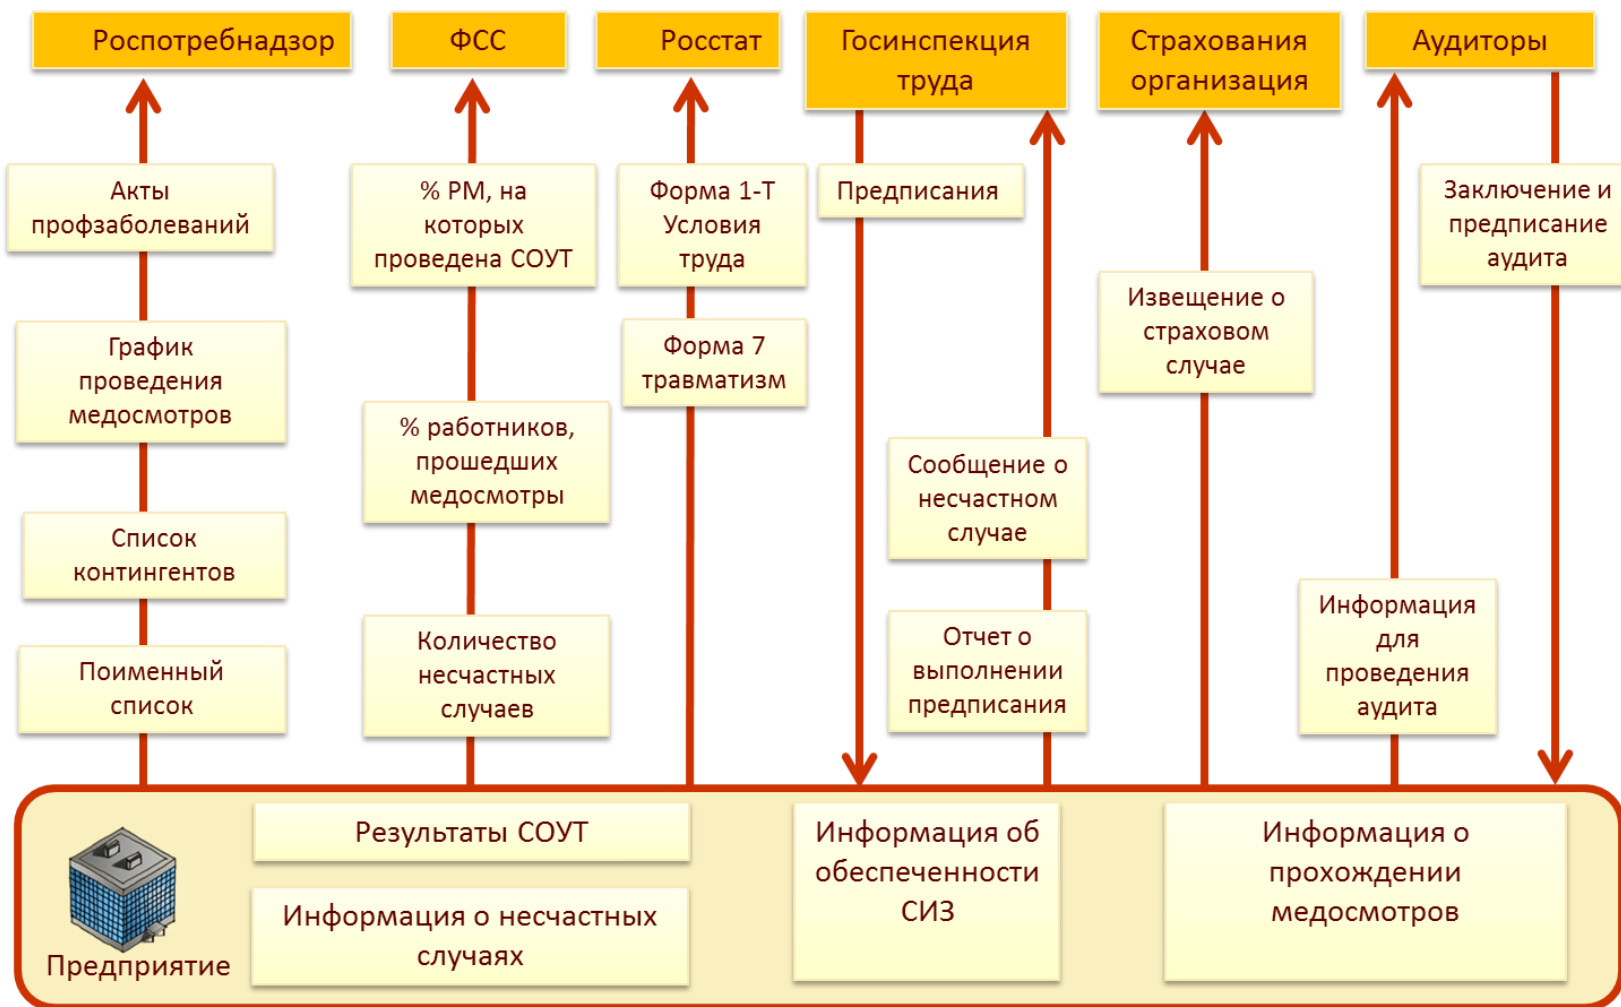 Роспотребнадзор
ФСС
Росстат
Госинспекция
труда
Страхования
организация
Аудиторы
Акты
профзаболеваний
% РМ, на
которых
проведена СОУТ
Форма 1-Т
Условия
труда
Предписания
Заключение и
предписание
аудита
Извещение о
страховом
случае
График
проведения
медосмотров
Форма 7
травматизм
% работников,
прошедших
медосмотры
Сообщение о
несчастном
случае
Список
контингентов
Информация
для
проведения
аудита
Количество
несчастных
случаев
Отчет о
выполнении
предписания
Поименный
список
Результаты СОУТ
Информация о несчастных
случаях
Информация об
обеспеченности
СИЗ
Информация о
прохождении
медосмотров
Предприятие